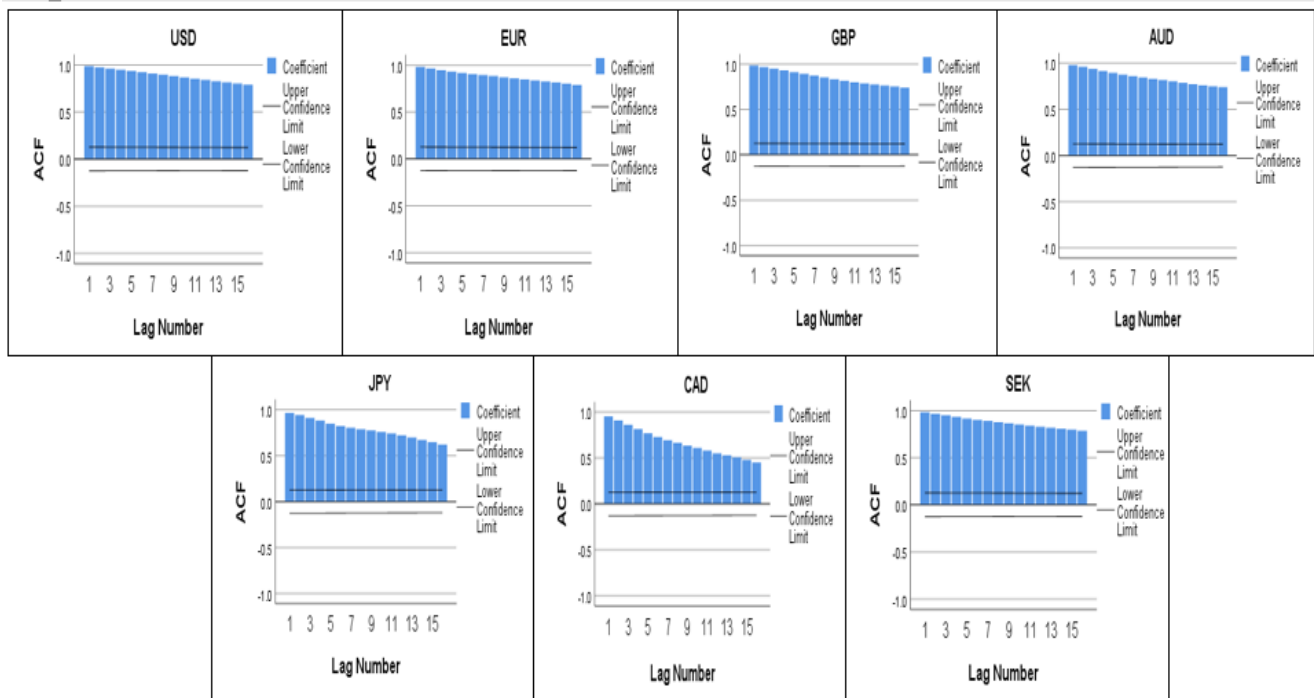 USD
Coefficient
Upper
Confidence
Limit
Lower
Confidence
Limit
1.0
0.5
0.0
-0.5
-1.0
ACF
1 3 5 7 9 11 13 15
Lag Number
EUR
Coefficient
Upper
Confidence
Limit
Lower
Confidence
Limit
1.0
0.5
0.0
-0.5
-1.0
ACF
1 3 5 7 9 11 13 15
Lag Number
GBP
Coefficient
Upper
Confidence
Limit
Lower
Confidence
Limit
1.0
0.5
0.0
-0.5
-1.0
ACF
1 3 5 7 9 11 13 15
Lag Number
AUD
Coefficient
Upper
Confidence
Limit
Lower
Confidence
Limit
1.0
0.5
0.0
-0.5
-1.0
ACF
1 3 5 7 9 11 13 15
Lag Number
JPY
Coefficient
Upper
Confidence
Limit
Lower
Confidence
Limit
1.0
0.5
0.0
-0.5
-1.0
ACF
1 3 5 7 9 11 13 15
Lag Number
CAD
Coefficient
Upper
Confidence
Limit
Lower
Confidence
Limit
1.0
0.5
0.0
-0.5
-1.0
ACF
1 3 5 7 9 11 13 15
Lag Number
SEK
Coefficient
Upper
Confidence
Limit
Lower
Confidence
Limit
1.0
0.5
0.0
-0.5
-1.0
ACF
1 3 5 7 9 11 13 15
Lag Number